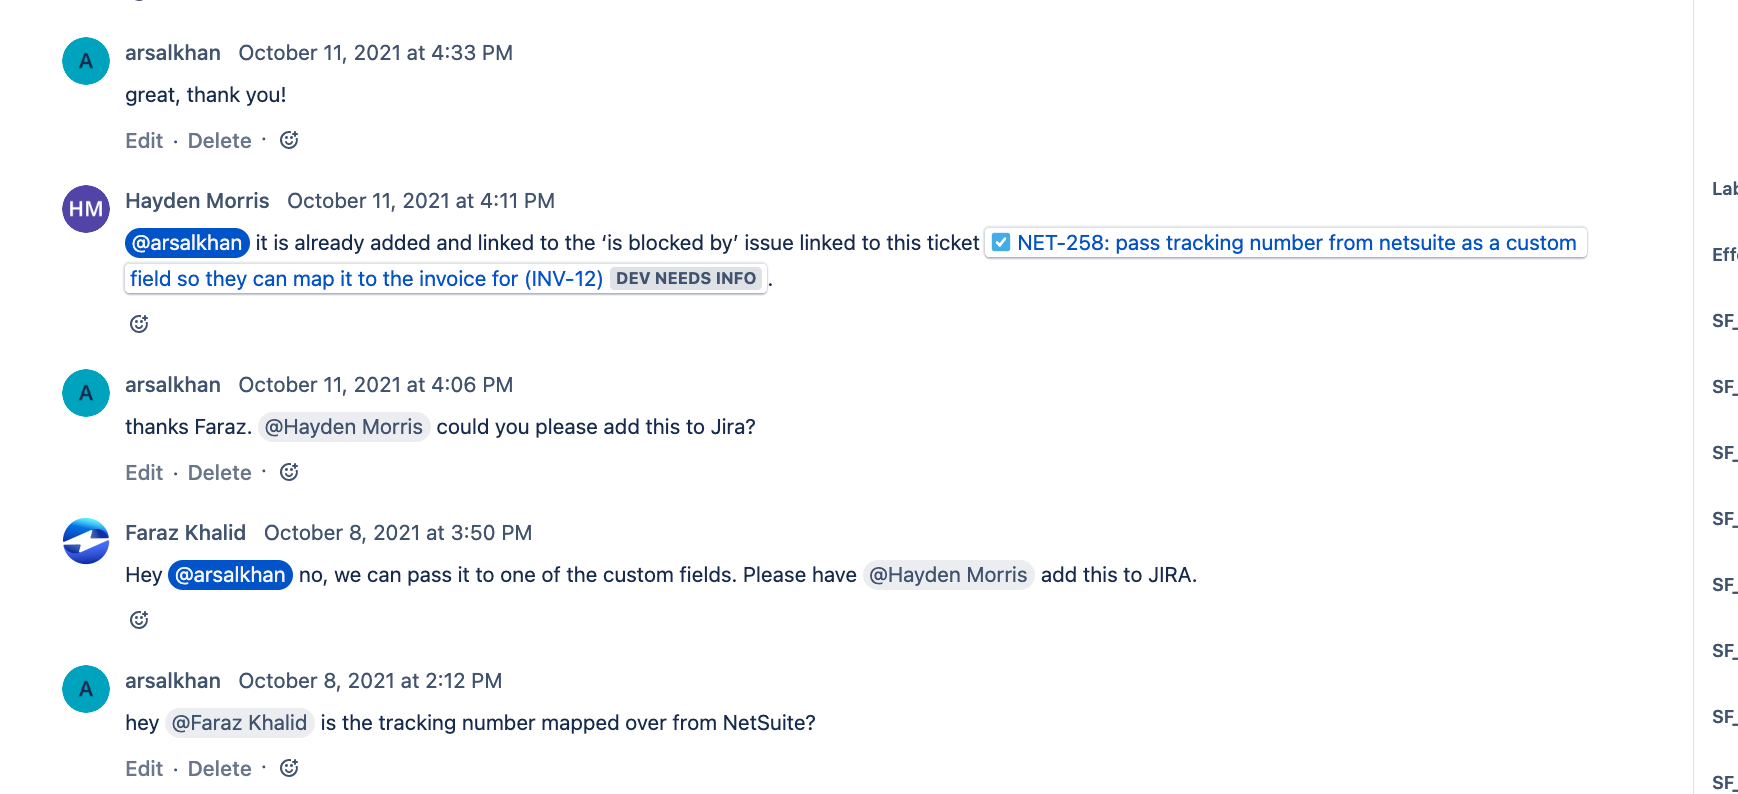 A
arsalkhan October 11, 2021 at 4:33 PM
great, thank you!
Edit · Delete ·
HM
Hayden Morris October 11, 2021 at 4:11 PM
@arsalkhan it is already added and linked to the ‘is blocked by’ issue linked to this ticket NET-258: pass tracking number from netsuite as a custom
field so they can map it to the invoice for (INV-12) DEV NEEDS INFO .
A
arsalkhan October 11, 2021 at 4:06 PM
thanks Faraz. @Hayden Morris could you please add this to Jira?
Edit · Delete ·
Faraz Khalid October 8, 2021 at 3:50 PM
Hey @arsalkhan no, we can pass it to one of the custom fields. Please have @Hayden Morris add this to JIRA.
A
arsalkhan October 8, 2021 at 2:12 PM
hey @Faraz Khalid is the tracking number mapped over from NetSuite?
Edit · Delete ·
SF_
SF_
SF_
SF_
SF_
SF_
SF_
SF_